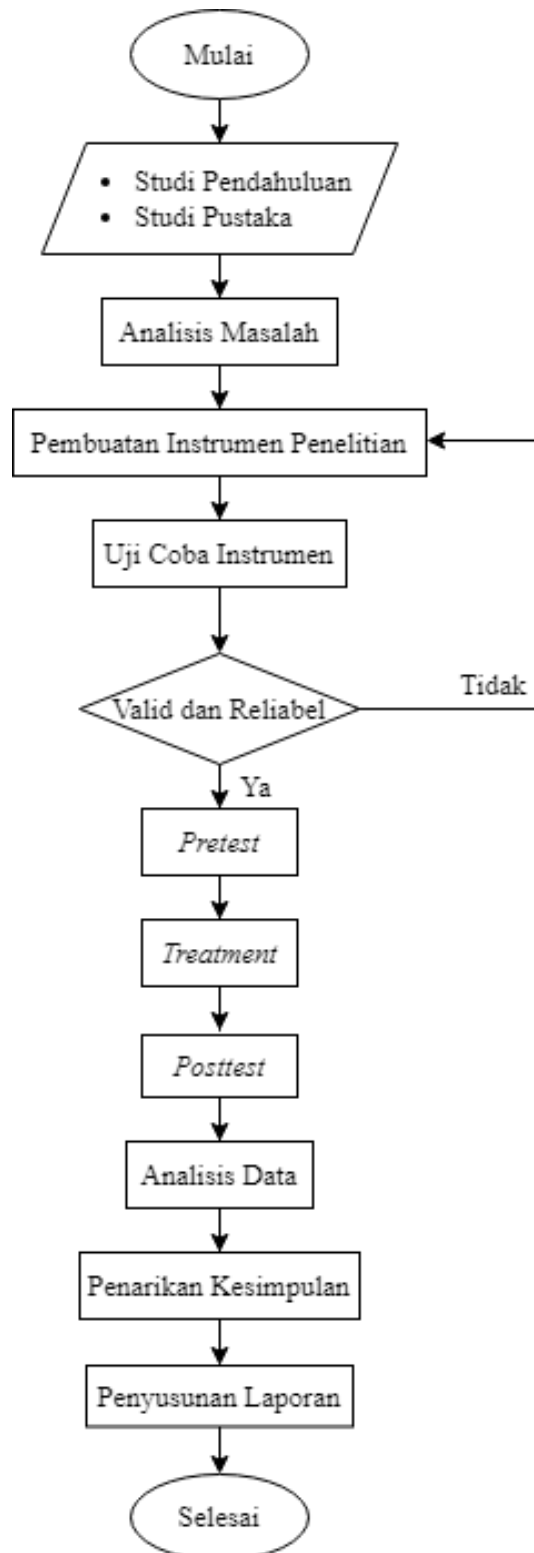 Mulai
• Studi Pendahuluan
• Studi Pustaka
Analisis Masalah
Pembuatan Instrumen Penelitian
Uji Coba Instrumen
Valid dan Reliabel
Tidak
Ya
Pretest
Treatment
Posttest
Analisis Data
Penarikan Kesimpulan
Penyusunan Laporan
Selesai